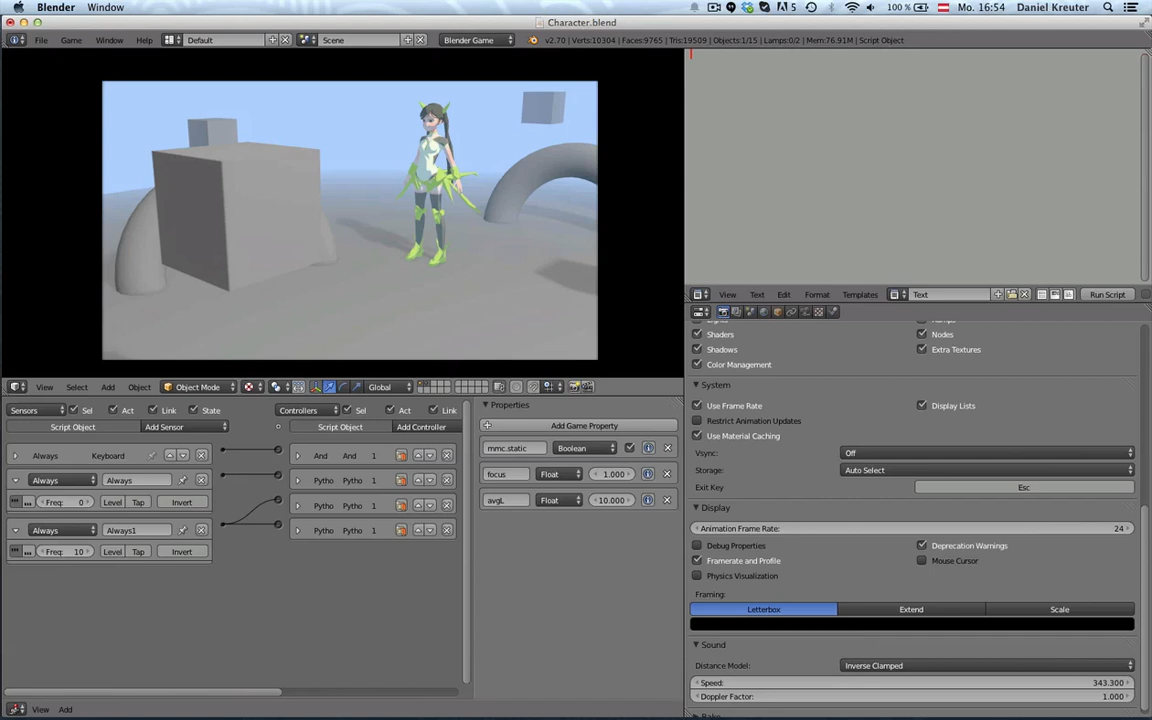 Blender Window 5 100 % Mo. 16:54 Daniel Kreuter
Character.blend
File Game Window Help Default Scene Blender Game v2.70 | Verts:10304 | Faces:9765 | Tris:19509 | Objects:1/15 | Lamps:0/2 | Mem:76.91M | Script Object
View Text Edit Format Templates Text Run Script
Shaders Nodes
Shadows Extra Textures
Color Management
System
Use Frame Rate Display Lists
Restrict Animation Updates
Use Material Caching
Vsync: Off
Storage: Auto Select
Exit Key Esc
Display
Animation Frame Rate: 24
Debug Properties Deprecation Warnings
Framerate and Profile Mouse Cursor
Physics Visualization
Framing:
Letterbox Extend Scale
Sound
Distance Model: Inverse Clamped
Speed: 343.300
Doppler Factor: 1.000
View Select Add Object Object Mode Global
Sensors Sel Act Link State Controllers Sel Act Link
Script Object Add Sensor Script Object Add Controller
Always Keyboard And And 1
Always Always Pytho Pytho 1
Freq: 0 Level Tap Invert Pytho Pytho 1
Always Always1 Pytho Pytho 1
Freq: 10 Level Tap Invert
Properties
Add Game Property
mmc.static Boolean
focus Float 1.000
avgL Float 10.000
View Add